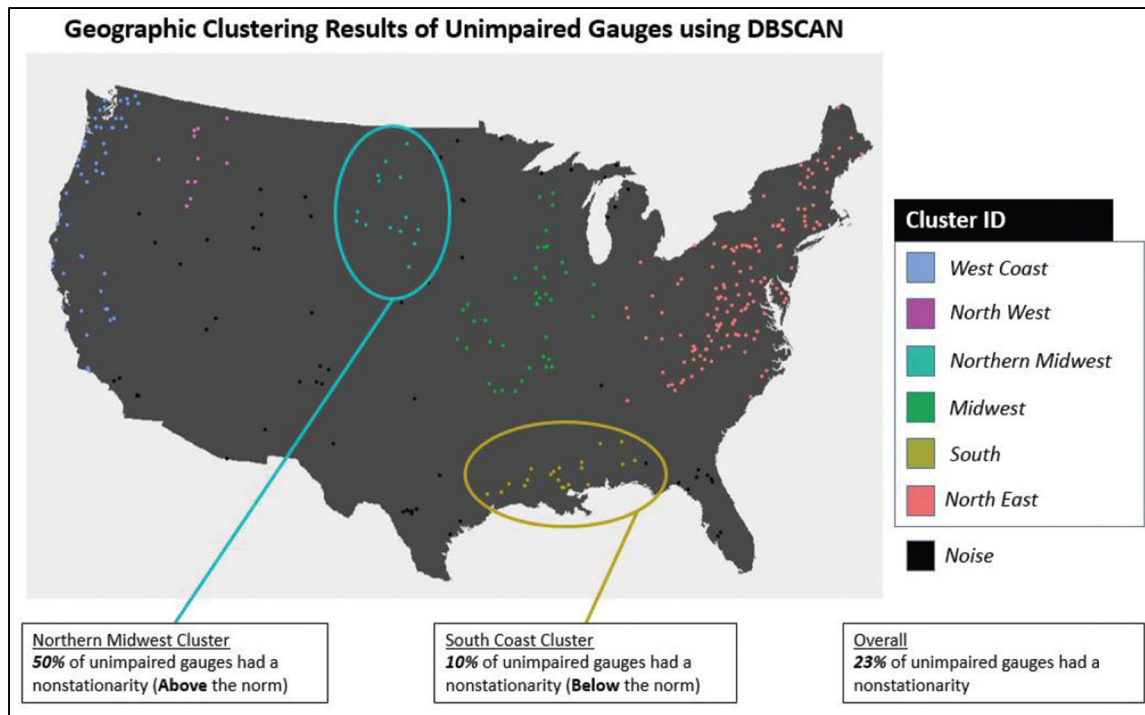 Geographic Clustering Results of Unimpaired Gauges using DBSCAN
Cluster ID
West Coast
North West
Northern Midwest
Midwest
South
North East
Noise
Northern Midwest Cluster
50% of unimpaired gauges had a
nonstationarity (Above the norm)
South Coast Cluster
10% of unimpaired gauges had a
nonstationarity (Below the norm)
Overall
23% of unimpaired gauges had a
nonstationarity